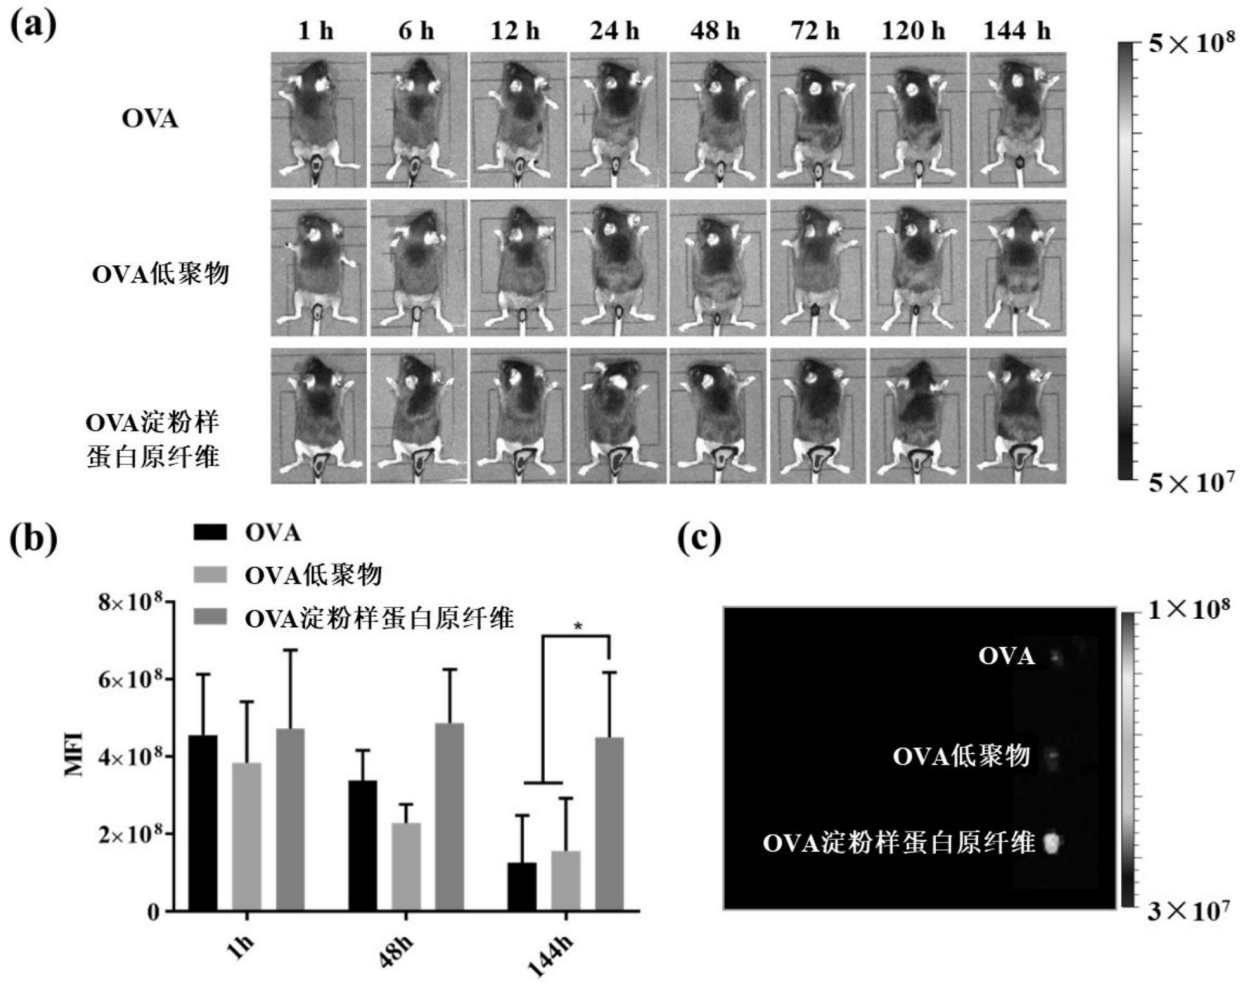 (a)
1 h 6 h 12 h 24 h 48 h 72 h 120 h 144 h
5×10⁸
OVA
OVA低聚物
OVA淀粉样
蛋白原纤维
5×10⁷
(b)
OVA
OVA低聚物
OVA淀粉样蛋白原纤维
8×10⁸
6×10⁸
4×10⁸
2×10⁸
0
MFI
*
1h
48h
144h
(c)
OVA
OVA低聚物
OVA淀粉样蛋白原纤维
1×10⁸
3×10⁷